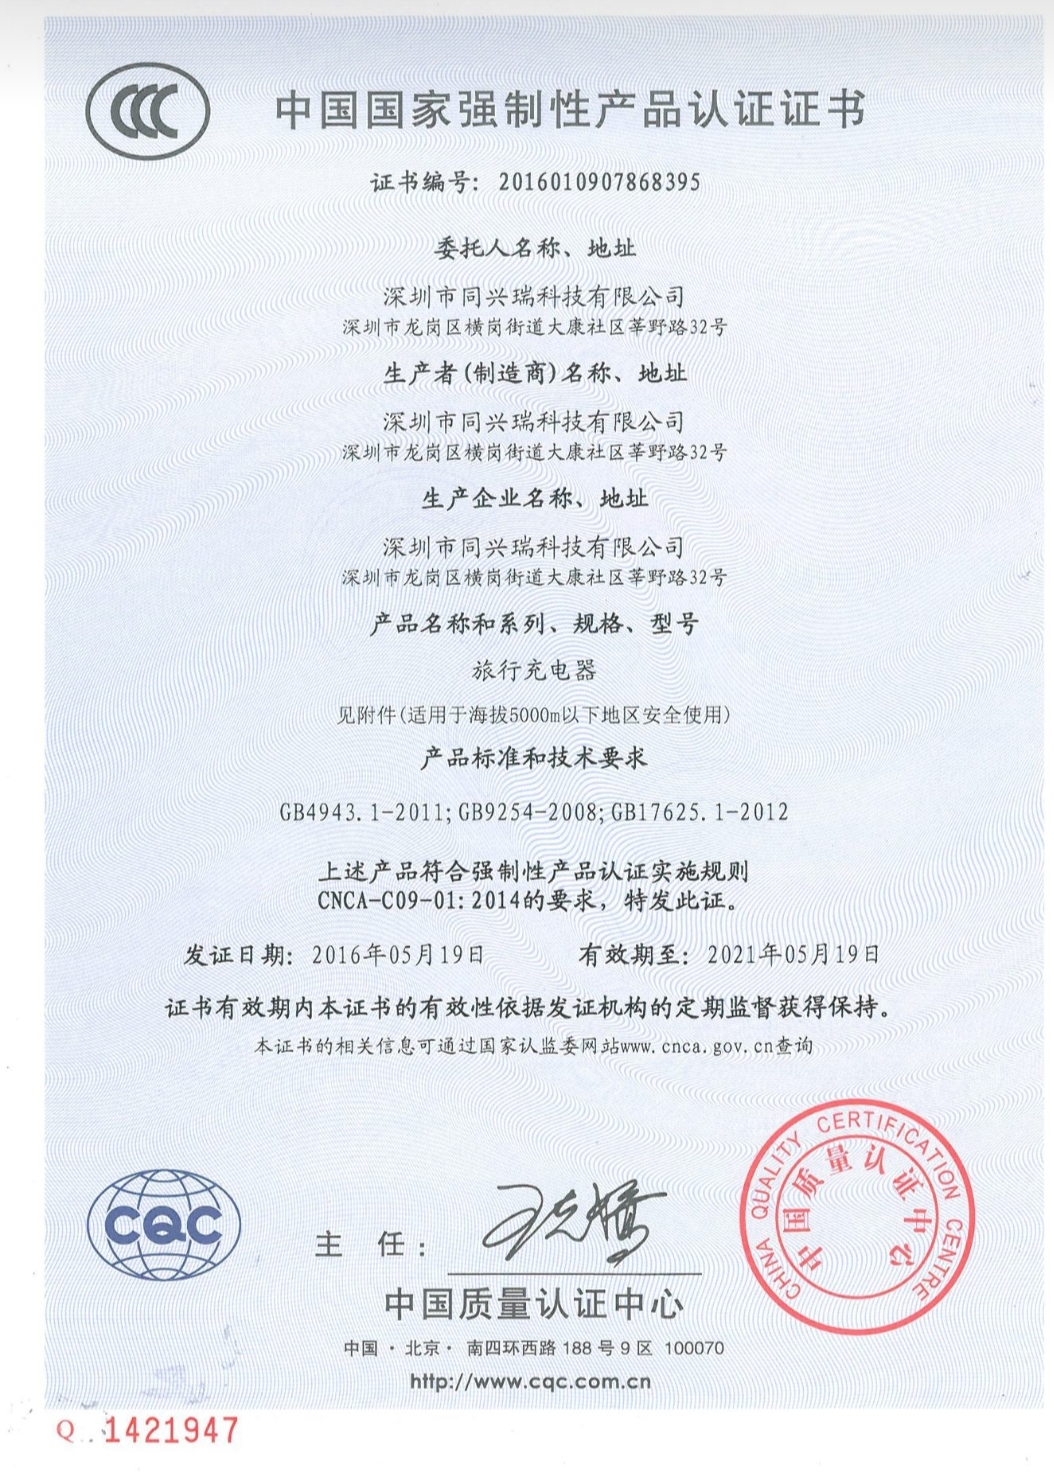 CCC
中国国家强制性产品认证证书
证书编号: 2016010907868395
委托人名称、地址
深圳市同兴瑞科技有限公司
深圳市龙岗区横岗街道大康社区莘野路32号
生产者(制造商)名称、地址
深圳市同兴瑞科技有限公司
深圳市龙岗区横岗街道大康社区莘野路32号
生产企业名称、地址
深圳市同兴瑞科技有限公司
深圳市龙岗区横岗街道大康社区莘野路32号
产品名称和系列、规格、型号
旅行充电器
见附件(适用于海拔5000m以下地区安全使用)
产品标准和技术要求
GB4943.1-2011;GB9254-2008;GB17625.1-2012
上述产品符合强制性产品认证实施规则
CNCA-C09-01:2014的要求，特发此证。
发证日期: 2016年05月19日 有效期至: 2021年05月19日
证书有效期内本证书的有效性依据发证机构的定期监督获得保持。
本证书的相关信息可通过国家认监委网站www.cnca.gov.cn查询
CHINA QUALITY CERTIFICATION CENTRE
中国质量认证中心
CQC
主 任:
中国质量认证中心
中国·北京·南四环西路188号9区 100070
http://www.cqc.com.cn
Q 1421947